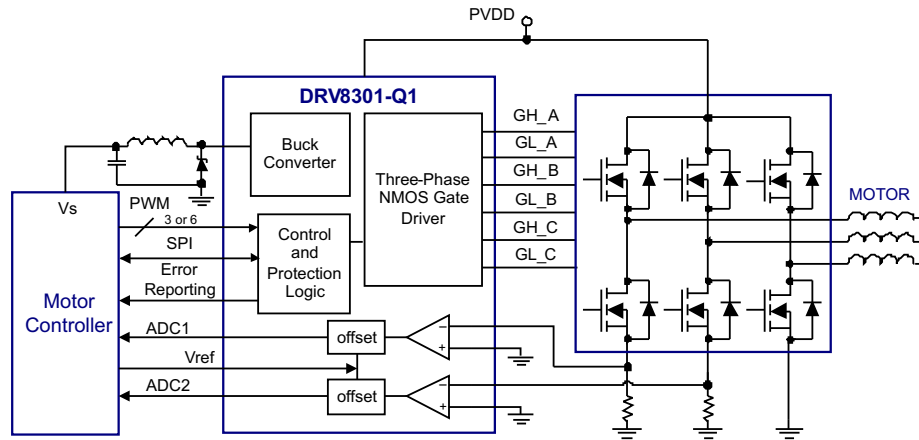 PVDD
DRV8301-Q1
Buck
Converter
Three-Phase
NMOS Gate
Driver
GH_A
GL_A
GH_B
GL_B
GH_C
GL_C
MOTOR
Vs
PWM
3 or 6
SPI
Error
Reporting
Control
and
Protection
Logic
Motor
Controller
ADC1
offset
–
+
Vref
ADC2
offset
–
+